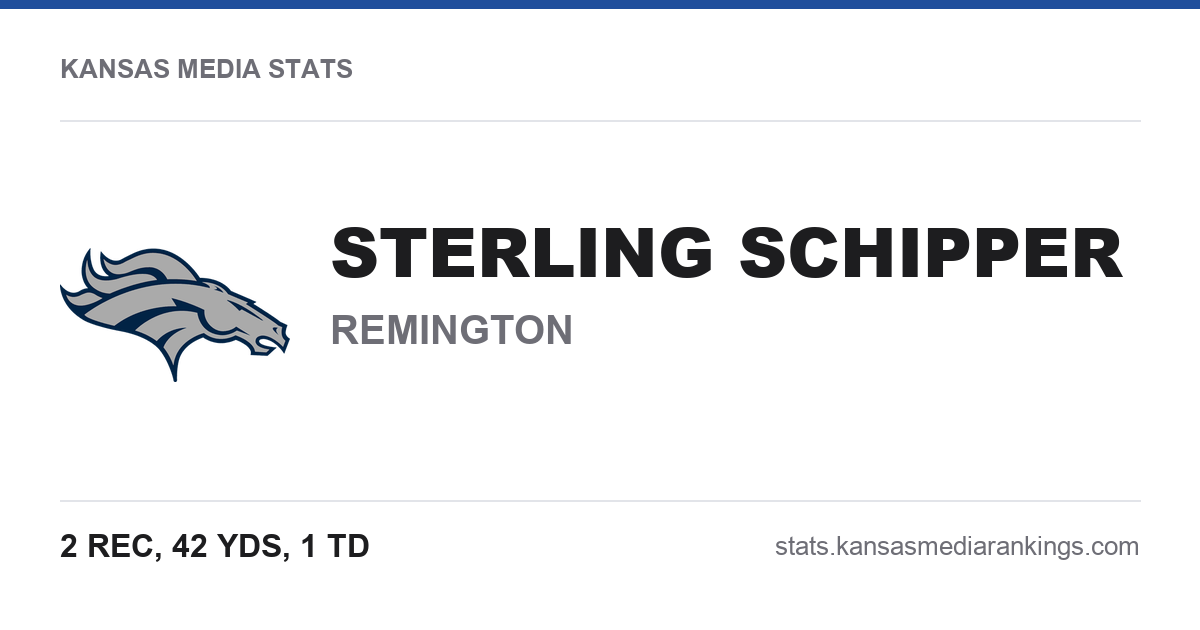 KANSAS MEDIA STATS
STERLING SCHIPPER
REMINGTON
2 REC, 42 YDS, 1 TD
stats.kansasmediarankings.com